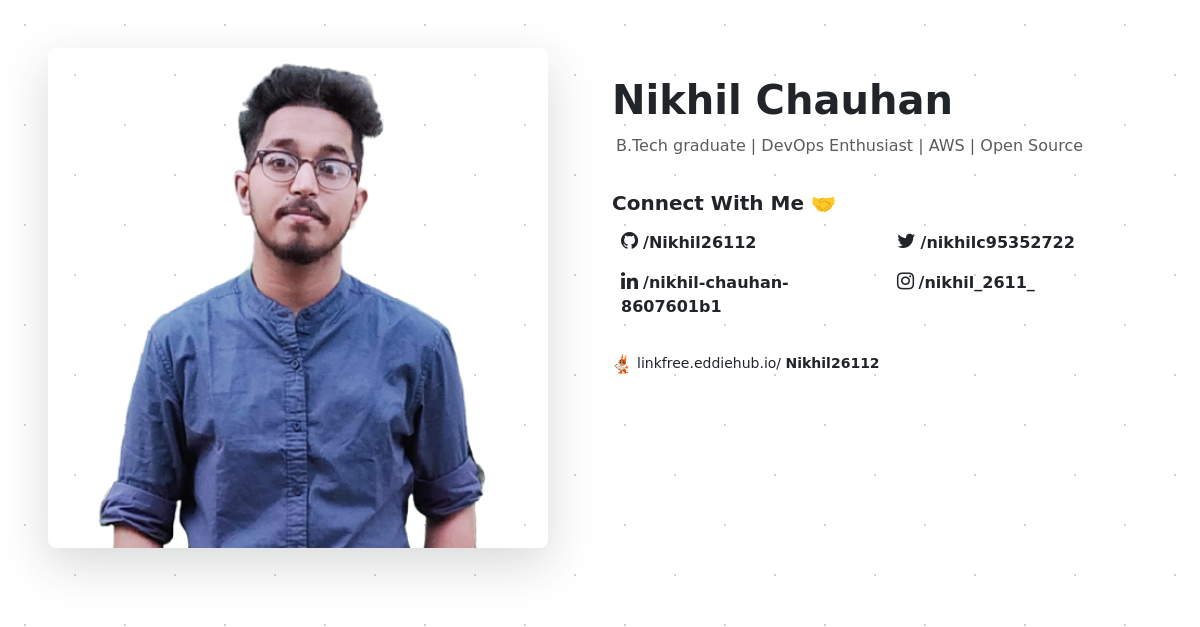 Nikhil Chauhan
B.Tech graduate | DevOps Enthusiast | AWS | Open Source
Connect With Me 🤝
/Nikhil26112
/nikhilc95352722
/nikhil-chauhan-
8607601b1
/nikhil_2611_
linkfree.eddiehub.io/ Nikhil26112